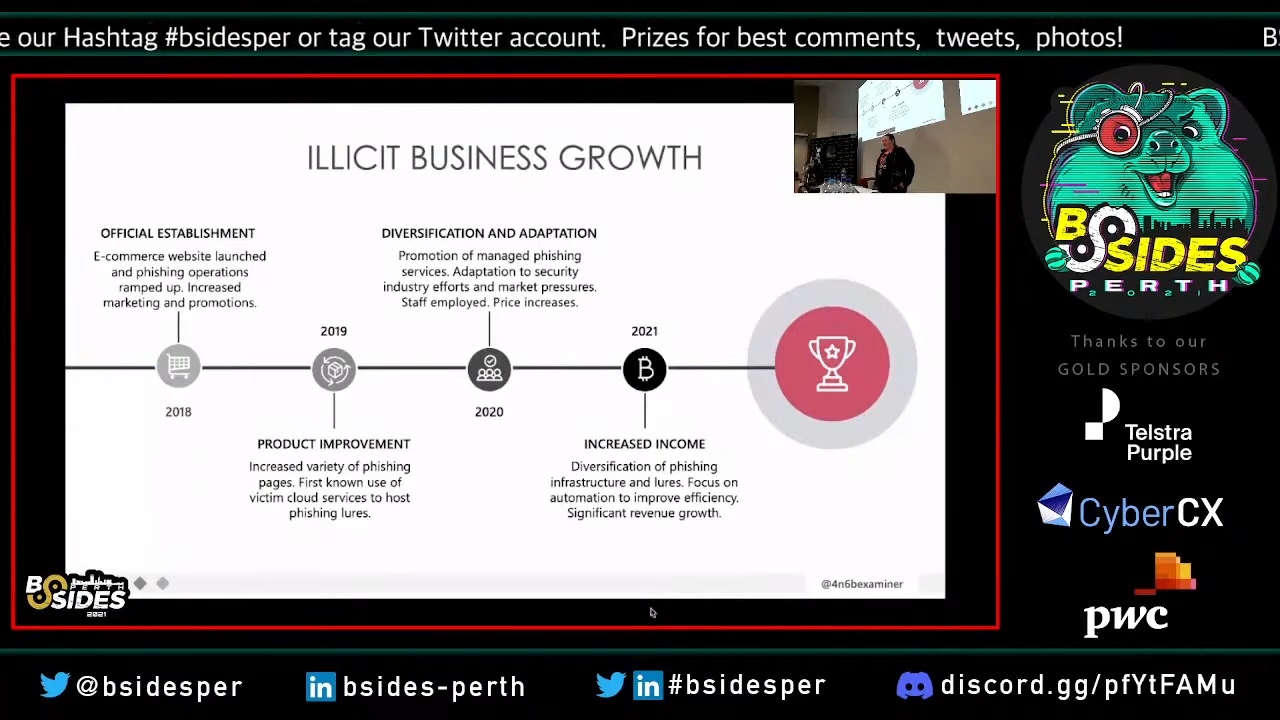 e our Hashtag #bsidesper or tag our Twitter account. Prizes for best comments, tweets, photos!
BS
ILLICIT BUSINESS GROWTH
OFFICIAL ESTABLISHMENT
E-commerce website launched
and phishing operations
ramped up. Increased
marketing and promotions.
2018
2019
PRODUCT IMPROVEMENT
Increased variety of phishing
pages. First known use of
victim cloud services to host
phishing lures.
DIVERSIFICATION AND ADAPTATION
Promotion of managed phishing
services. Adaptation to security
industry efforts and market pressures.
Staff employed. Price increases.
2020
2021
INCREASED INCOME
Diversification of phishing
infrastructure and lures. Focus on
automation to improve efficiency.
Significant revenue growth.
@4n6bexaminer
BSIDES
PERTH
2021
BSIDES
PERTH
2021
Thanks to our
GOLD SPONSORS
Telstra
Purple
CyberCX
pwc
@bsidesper
bsides-perth
#bsidesper
discord.gg/pfYtFAMu